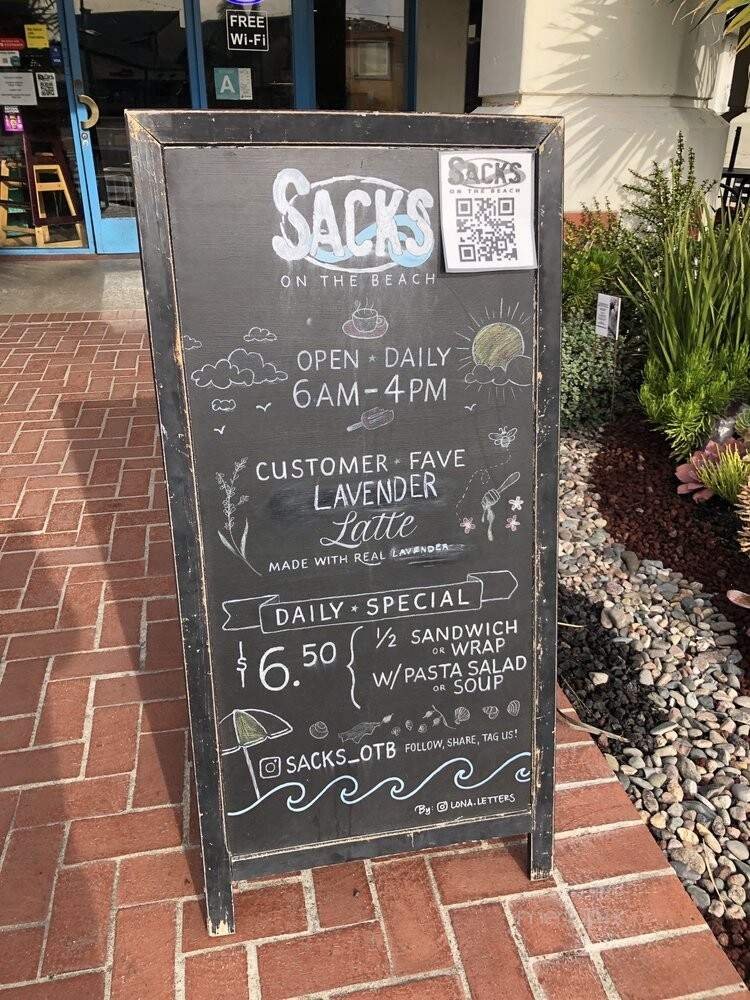 FREE
Wi-Fi
A
SACKS
ON THE BEACH
SACKS
ON THE BEACH
OPEN DAILY
6AM-4PM
CUSTOMER FAVE
LAVENDER
Latte
MADE WITH REAL LAVENDER
DAILY SPECIAL
$6.50
1/2 SANDWICH
OR WRAP
W/PASTA SALAD
OR SOUP
SACKS_OTB FOLLOW, SHARE, TAG US!
By: LONA.LETTERS